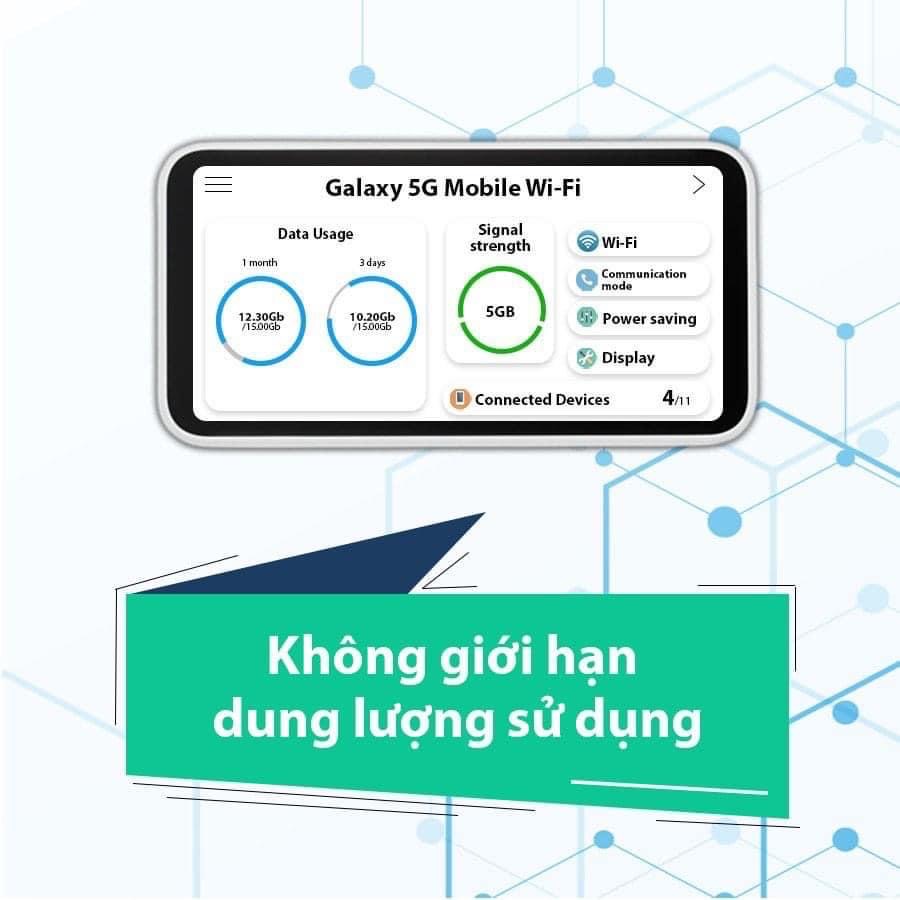 Galaxy 5G Mobile Wi-Fi
Data Usage
1 month
3 days
12.30Gb
/15.00Gb
10.20Gb
/15.00Gb
Signal
strength
5GB
Wi-Fi
Communication
mode
Power saving
Display
Connected Devices 4/11
Không giới hạn
dung lượng sử dụng